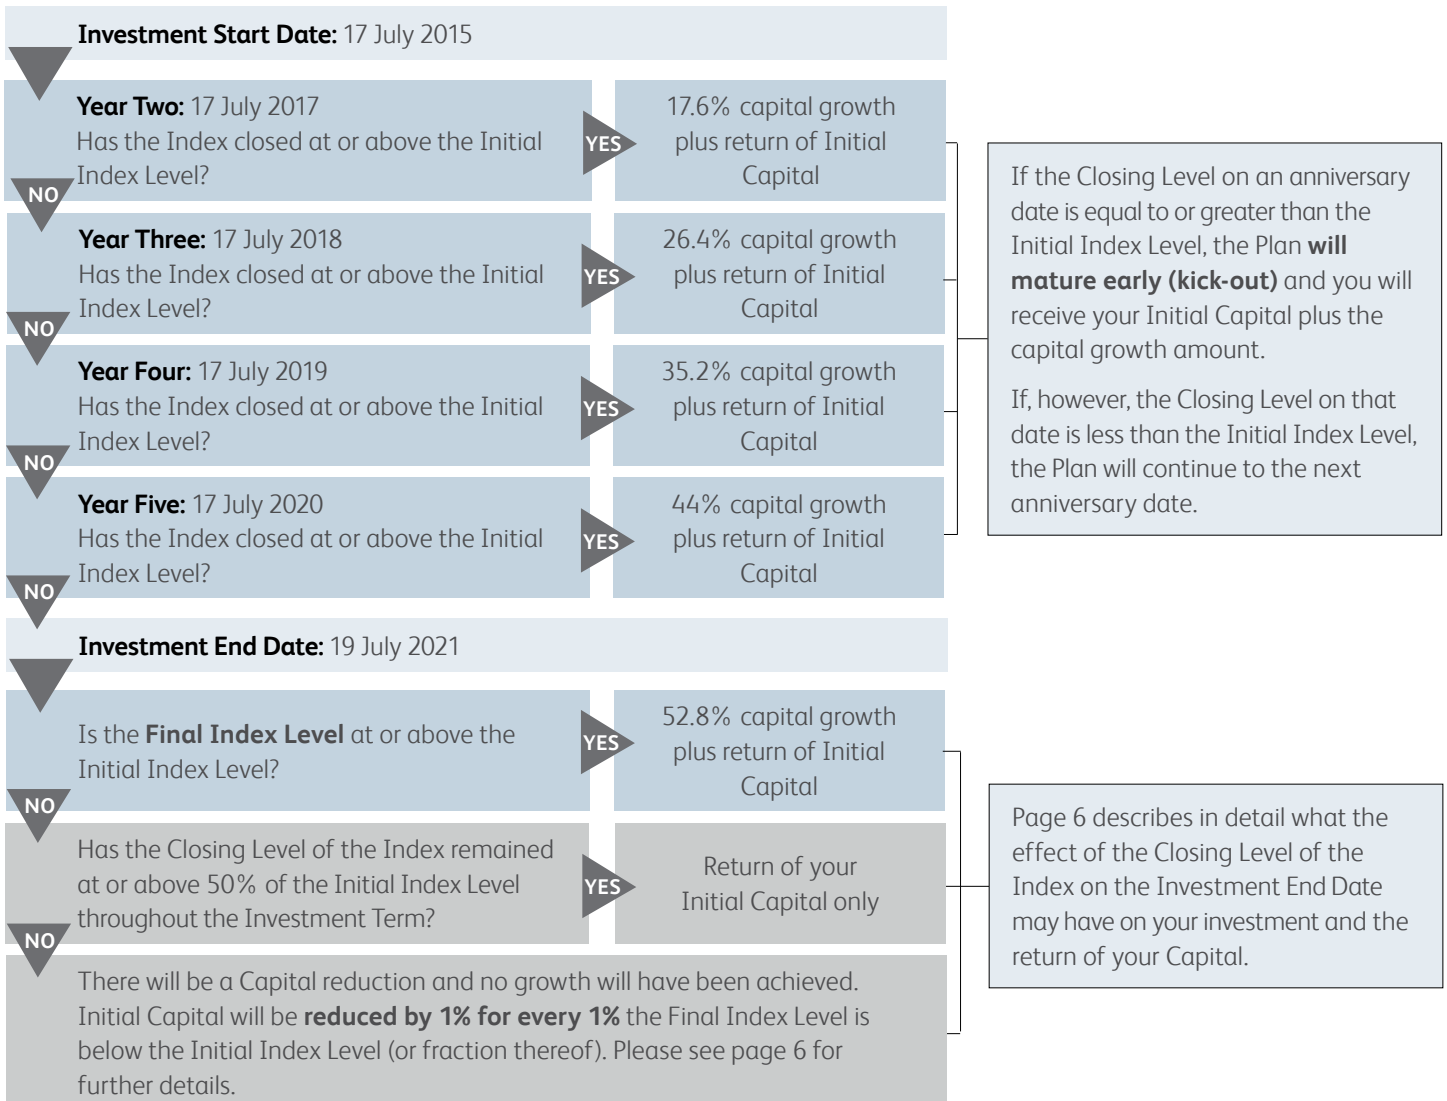 Investment Start Date: 17 July 2015
Year Two: 17 July 2017
Has the Index closed at or above the Initial
Index Level?
YES
17.6% capital growth
plus return of Initial
Capital
NO
Year Three: 17 July 2018
Has the Index closed at or above the Initial
Index Level?
YES
26.4% capital growth
plus return of Initial
Capital
NO
Year Four: 17 July 2019
Has the Index closed at or above the Initial
Index Level?
YES
35.2% capital growth
plus return of Initial
Capital
NO
Year Five: 17 July 2020
Has the Index closed at or above the Initial
Index Level?
YES
44% capital growth
plus return of Initial
Capital
NO
If the Closing Level on an anniversary
date is equal to or greater than the
Initial Index Level, the Plan will
mature early (kick-out) and you will
receive your Initial Capital plus the
capital growth amount.
If, however, the Closing Level on that
date is less than the Initial Index Level,
the Plan will continue to the next
anniversary date.
Investment End Date: 19 July 2021
Is the Final Index Level at or above the
Initial Index Level?
YES
52.8% capital growth
plus return of Initial
Capital
NO
Has the Closing Level of the Index remained
at or above 50% of the Initial Index Level
throughout the Investment Term?
YES
Return of your
Initial Capital only
NO
There will be a Capital reduction and no growth will have been achieved.
Initial Capital will be reduced by 1% for every 1% the Final Index Level is
below the Initial Index Level (or fraction thereof). Please see page 6 for
further details.
Page 6 describes in detail what the
effect of the Closing Level of the
Index on the Investment End Date
may have on your investment and the
return of your Capital.